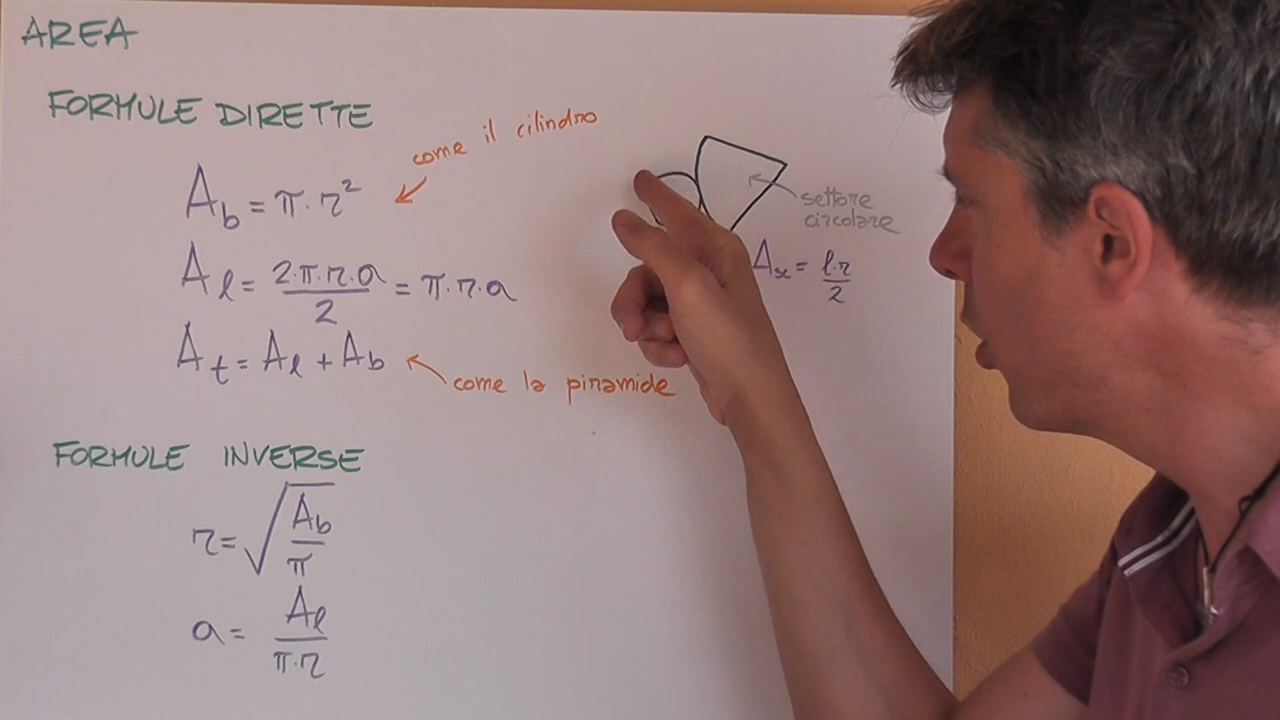 AREA
FORMULE DIRETTE
come il cilindro
A_b = π·r²
A_l = 2·π·r·a / 2 = π·r·a
A_t = A_l + A_b
come la piramide
settore
circolare
A_x = l·r / 2
FORMULE INVERSE
r = √(A_b / π)
a = A_l / π·r